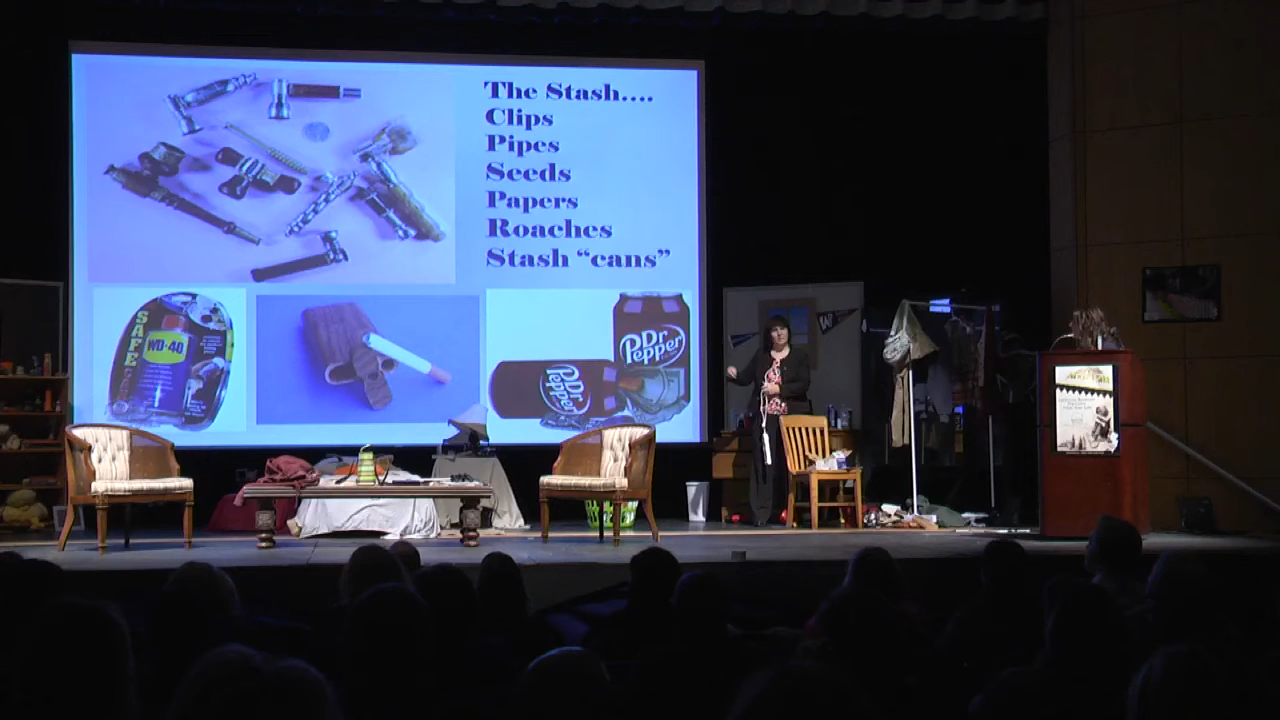 The Stash....
Clips
Pipes
Seeds
Papers
Roaches
Stash “cans”
SAFE
WD-40
Dr Pepper
Dr Pepper
W